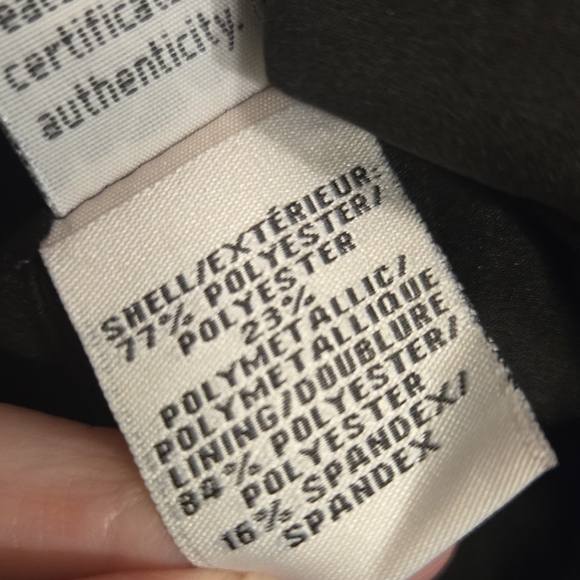 certificat
authenticity.
SHELL/EXTÉRIEUR:
77% POLYESTER/
POLYESTER
23%
POLYMETALLIC/
POLYMETALLIQUE
LINING/DOUBLURE
84% POLYESTER/
POLYESTER
16% SPANDEX/
SPANDEX